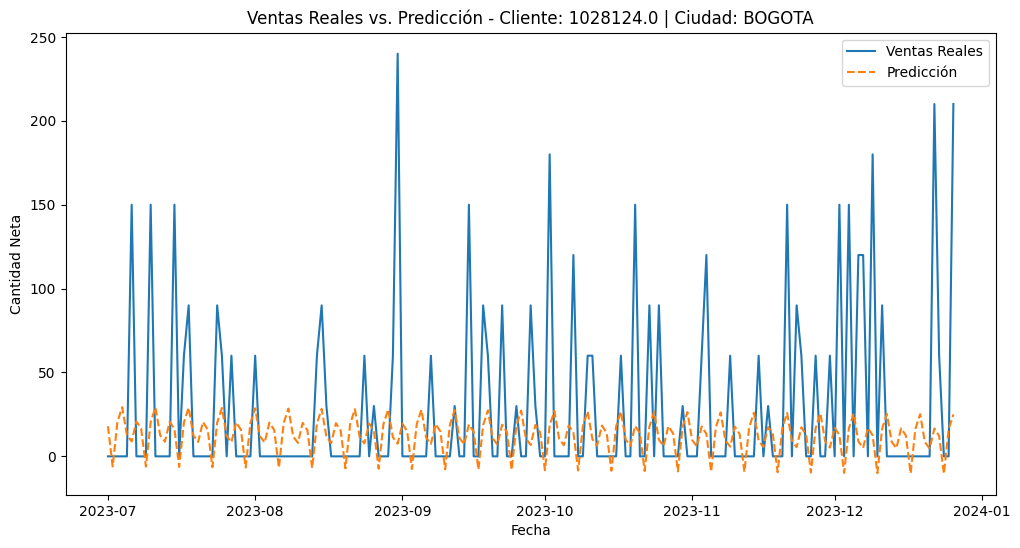 Ventas Reales vs. Predicción - Cliente: 1028124.0 | Ciudad: BOGOTA
Ventas Reales
Predicción
Cantidad Neta
250
200
150
100
50
0
2023-07
2023-08
2023-09
2023-10
2023-11
2023-12
2024-01
Fecha